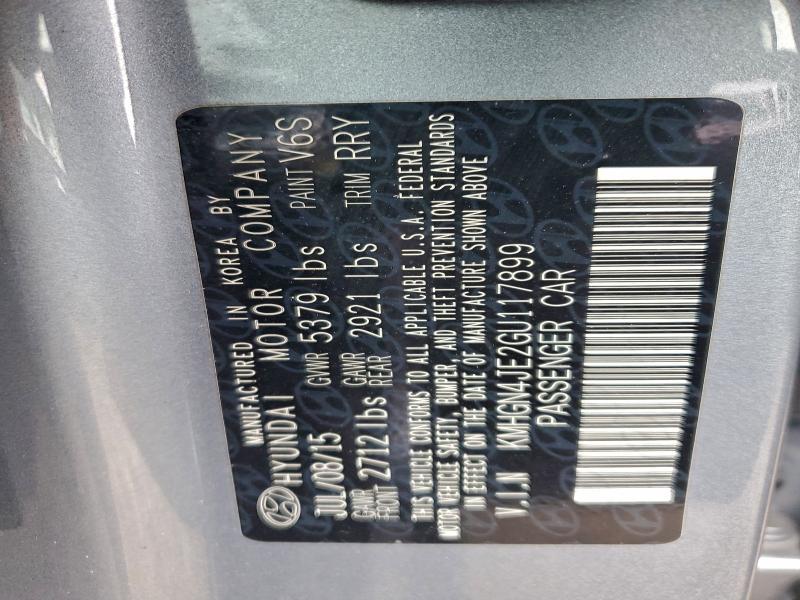 MANUFACTURED IN KOREA BY
HYUNDAI MOTOR COMPANY
JUL/08/15 GVWR 5379 lbs PAINT V6S
GAWR FRONT 2712 lbs GAWR REAR 2921 lbs TRIM RRY
THIS VEHICLE CONFORMS TO ALL APPLICABLE U.S.A. FEDERAL
MOTOR VEHICLE SAFETY, BUMPER, AND THEFT PREVENTION STANDARDS
IN EFFECT ON THE DATE OF MANUFACTURE SHOWN ABOVE
V.I.N KMHGN4JE2GU117899
PASSENGER CAR